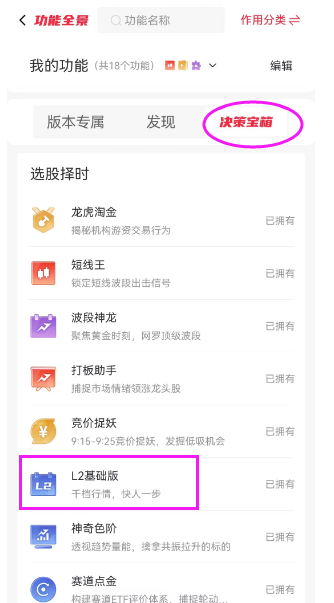 功能全景
功能名称
作用分类
我的功能（共18个功能）
编辑
版本专属
发现
决策宝箱
选股择时
龙虎淘金
揭秘机构游资交易行为
已拥有
短线王
锁定短线波段出击信号
已拥有
波段神龙
聚焦黄金时刻，网罗顶级波段
已拥有
打板助手
捕捉市场情绪领涨龙头股
已拥有
竞价捉妖
9:15-9:25竞价捉妖，发掘低吸机会
已拥有
L2
L2基础版
千档行情，快人一步
已拥有
神奇色阶
透视趋势量能，擒拿共振拉升的标的
已拥有
赛道点金
构建赛道ETF评价体系，捕捉轮动...
已拥有